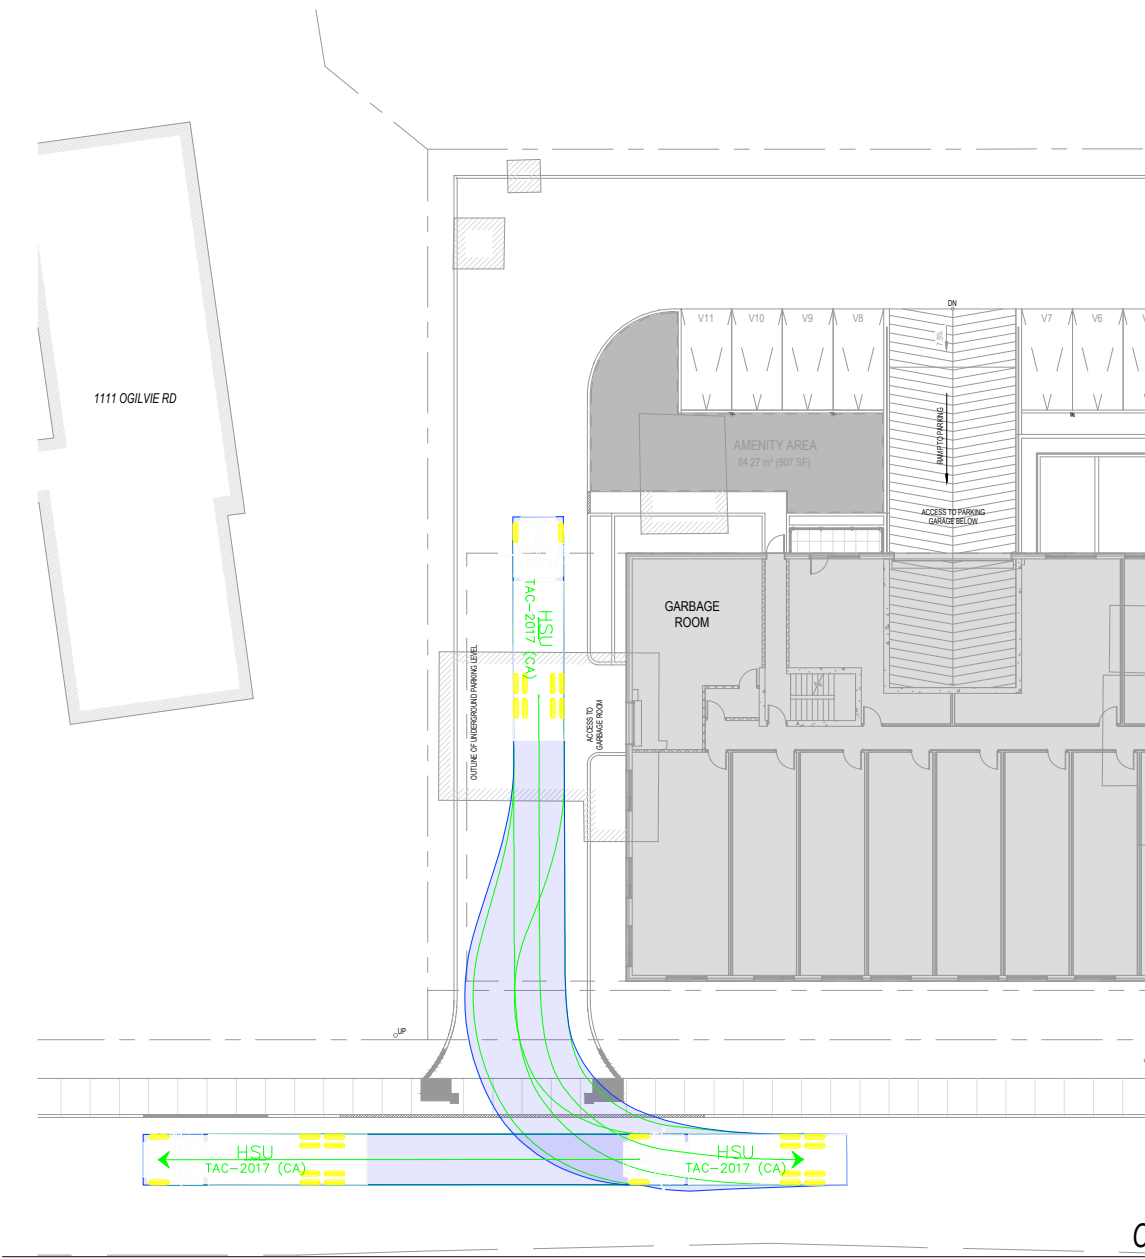 DN
V11
V10
V9
V8
V7
V6
7.5%
1111 OGILVIE RD
RAMP TO PARKING
AMENITY AREA
84.27 m² (907 SF)
ACCESS TO PARKING
GARAGE BELOW
GARBAGE
ROOM
HSU
TAC-2017 (CA)
OUTLINE OF UNDERGROUND PARKING LEVEL
ACCESS TO
GARBAGE ROOM
UP
HSU
TAC-2017 (CA)
HSU
TAC-2017 (CA)